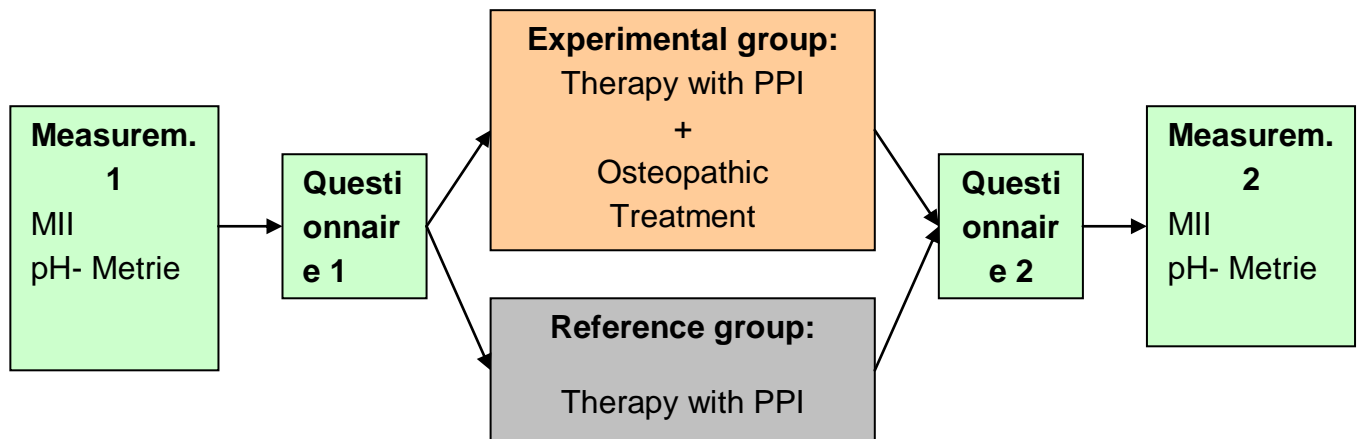 Measurem.
1
MII
pH- Metrie
Questi
onnair
e 1
Experimental group:
Therapy with PPI
+
Osteopathic
Treatment
Reference group:
Therapy with PPI
Questi
onnair
e 2
Measurem.
2
MII
pH- Metrie